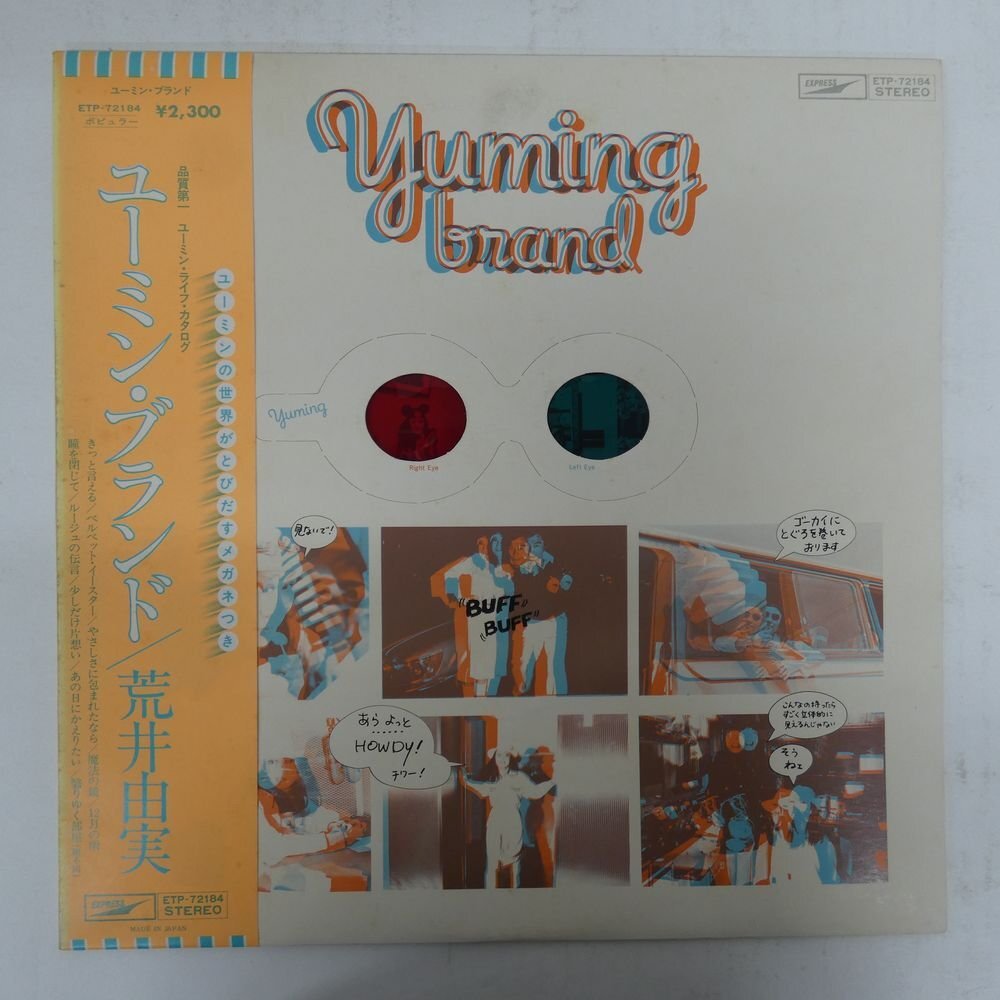 ユーミン・ブランド
ETP-72184 ¥2,300
ポピュラー
ユーミン・ブランド/荒井由実
品質第一 ユーミン・ライフ・カタログ
ユーミンの世界がとびだすメガネつき
きっと言える/ベルベット・イースター/やさしさに包まれたなら/魔法の鏡/12月の雨
瞳を閉じて/ルージュの伝言/少しだけ片想い/あの日にかえりたい/翳りゆく部屋
EXPRESS
ETP-72184
STEREO
MADE IN JAPAN
EXPRESS
ETP-72184
STEREO
Yuming
brand
Yuming
Right Eye
Left Eye
見ないで!
"BUFF"
"BUFF"
ゴーカイに
とぐろを巻いて
おります
あら よっと
......
HOWDY!
チワー!
こんなの持ったら
すごく立体的に
見えるんじゃない
そう
ねェ